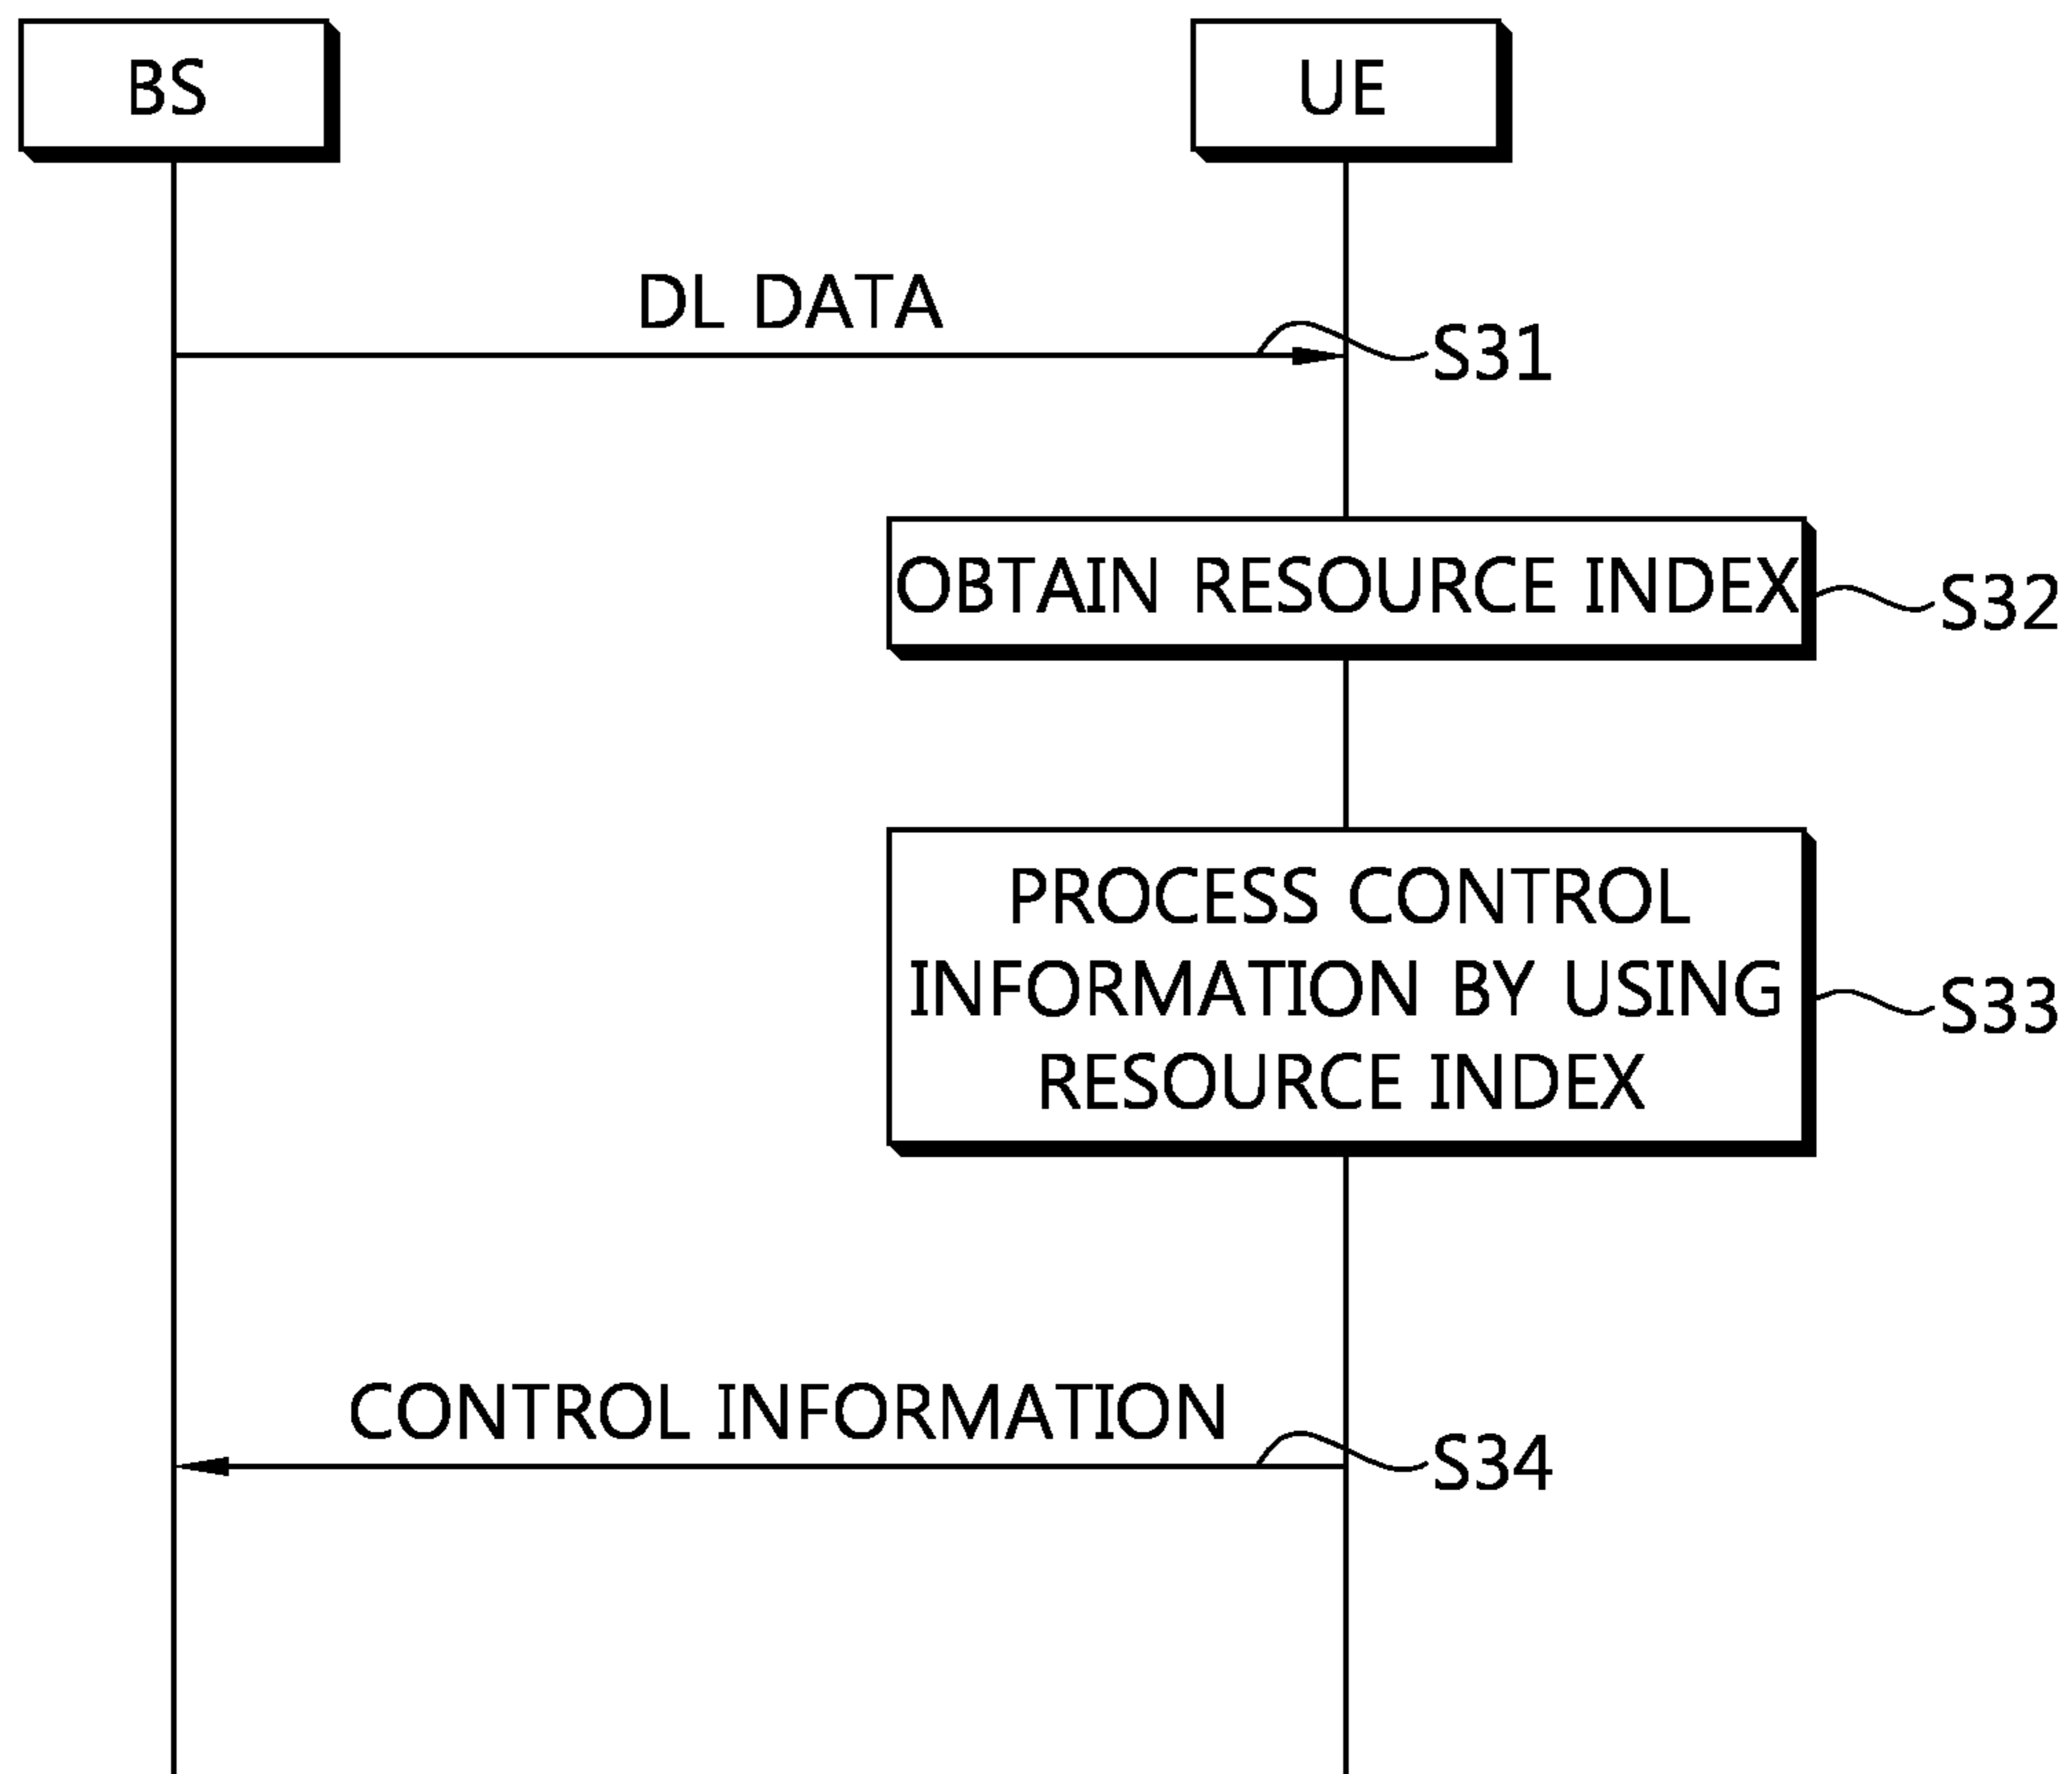 BS
UE
DL DATA
S31
OBTAIN RESOURCE INDEX
S32
PROCESS CONTROL
INFORMATION BY USING
RESOURCE INDEX
S33
CONTROL INFORMATION
S34